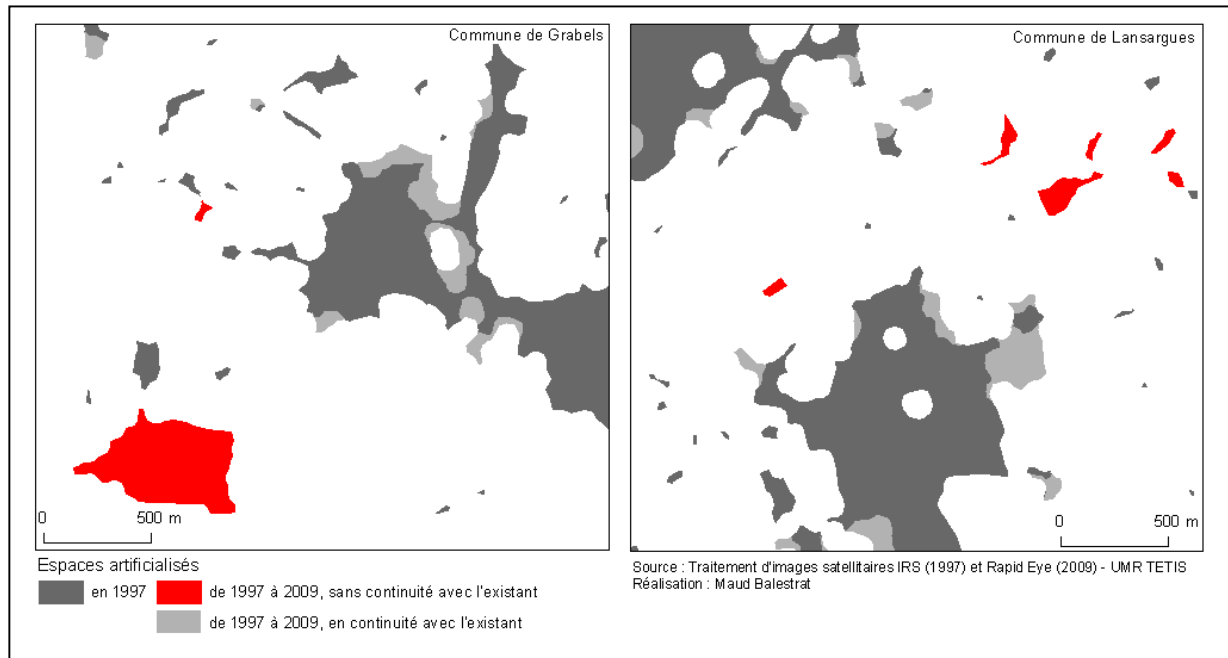 Commune de Grabels
Commune de Lansargues
0 500 m
0 500 m
Espaces artificialisés
en 1997
de 1997 à 2009, sans continuité avec l'existant
de 1997 à 2009, en continuité avec l'existant
Source : Traitement d'images satellitaires IRS (1997) et Rapid Eye (2009) - UMR TETIS
Réalisation : Maud Balestrat